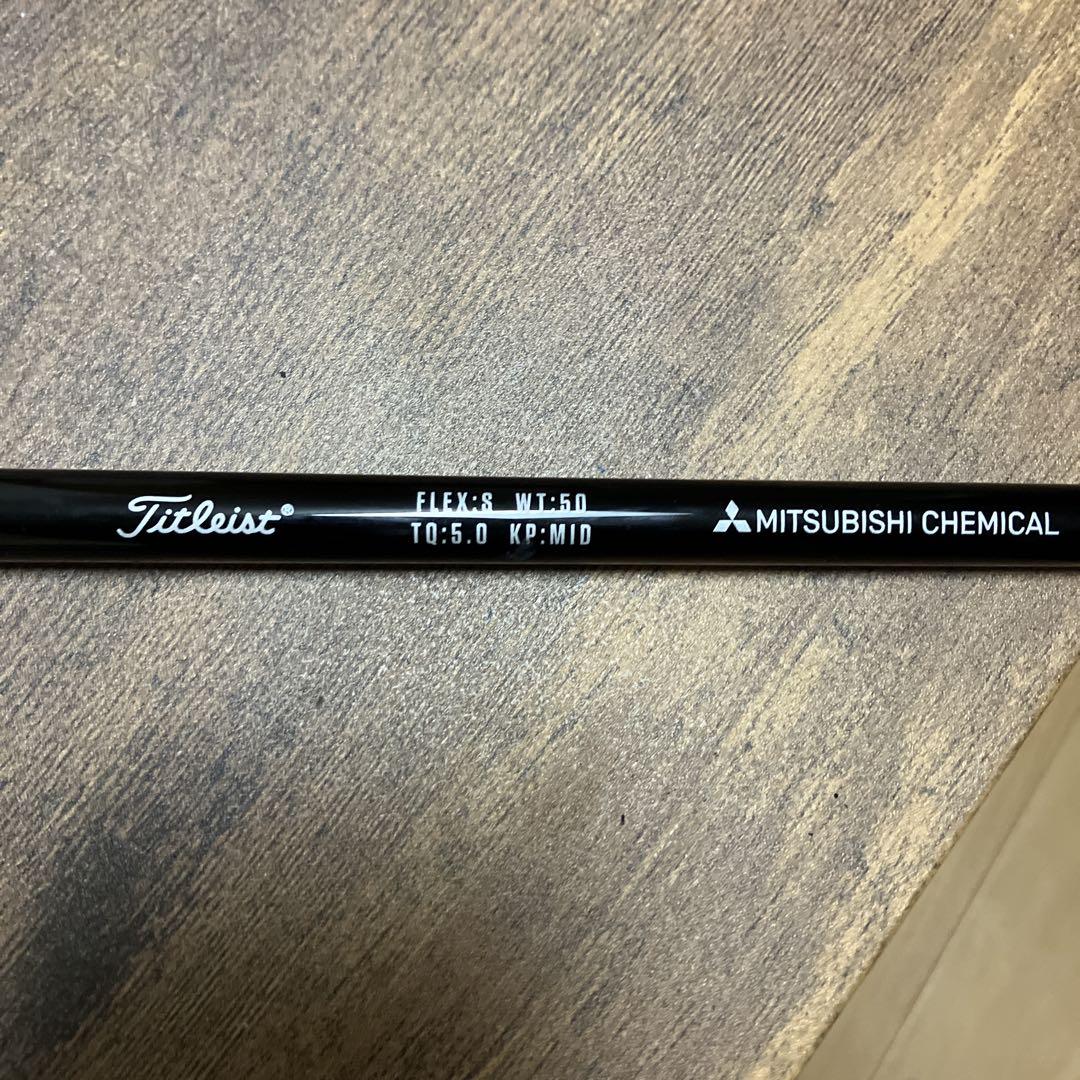 Titleist®
FLEX:S WT:50
TQ:5.0 KP:MID
MITSUBISHI CHEMICAL